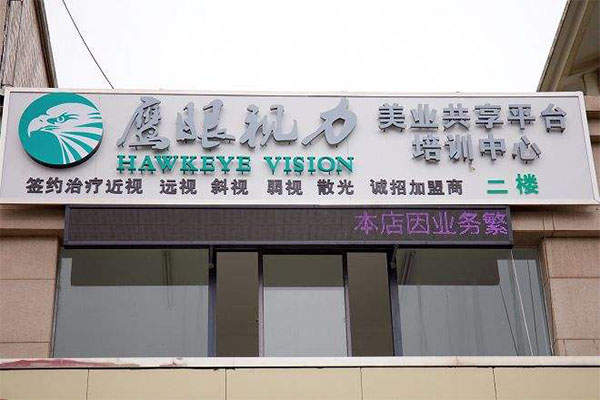 鹰眼视力
HAWKEYE VISION
美业共享平台
培训中心
签约治疗近视 远视 斜视 弱视 散光 诚招加盟商 二楼
本店因业务繁